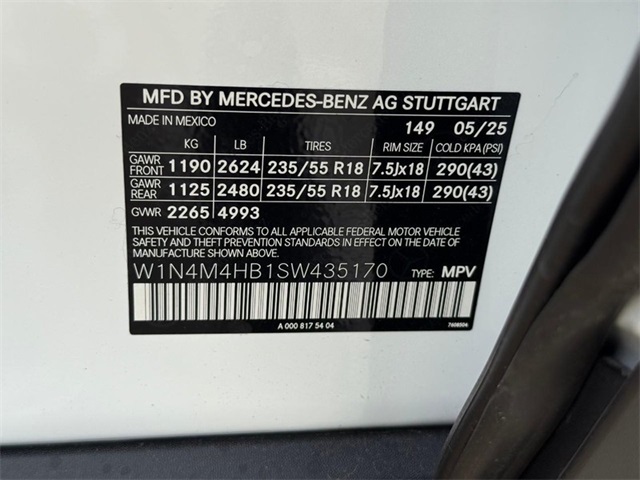 MFD BY MERCEDES-BENZ AG STUTTGART
MADE IN MEXICO 149 05/25
KG LB TIRES RIM SIZE COLD KPA (PSI)
GAWR FRONT 1190 2624 235/55 R18 7.5Jx18 290(43)
GAWR REAR 1125 2480 235/55 R18 7.5Jx18 290(43)
GVWR 2265 4993
THIS VEHICLE CONFORMS TO ALL APPLICABLE FEDERAL MOTOR VEHICLE
SAFETY STANDARDS IN EFFECT ON THE DATE OF
MANUFACTURE SHOWN ABOVE.
W1N4M4HB1SW435170 TYPE: MPV
A 000 817 54 04